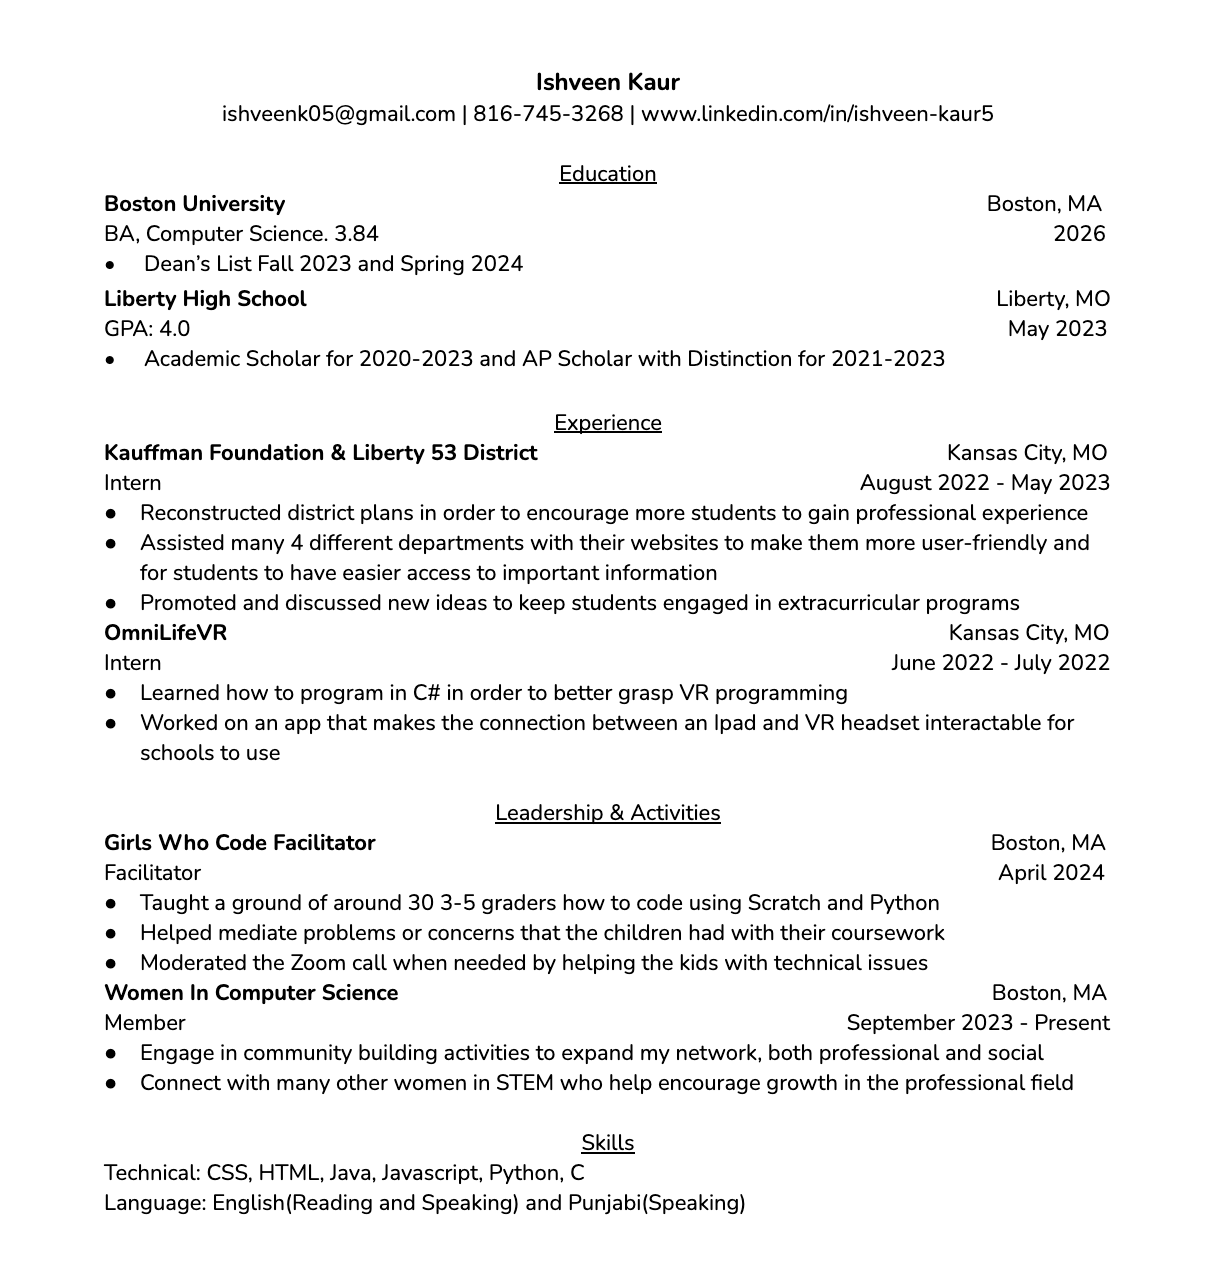 Ishveen Kaur
ishveenk05@gmail.com | 816-745-3268 | www.linkedin.com/in/ishveen-kaur5
Education
Boston University Boston, MA
BA, Computer Science. 3.84 2026
• Dean’s List Fall 2023 and Spring 2024
Liberty High School Liberty, MO
GPA: 4.0 May 2023
• Academic Scholar for 2020-2023 and AP Scholar with Distinction for 2021-2023
Experience
Kauffman Foundation & Liberty 53 District Kansas City, MO
Intern August 2022 - May 2023
● Reconstructed district plans in order to encourage more students to gain professional experience
● Assisted many 4 different departments with their websites to make them more user-friendly and
for students to have easier access to important information
● Promoted and discussed new ideas to keep students engaged in extracurricular programs
OmniLifeVR Kansas City, MO
Intern June 2022 - July 2022
● Learned how to program in C# in order to better grasp VR programming
● Worked on an app that makes the connection between an Ipad and VR headset interactable for
schools to use
Leadership & Activities
Girls Who Code Facilitator Boston, MA
Facilitator April 2024
● Taught a ground of around 30 3-5 graders how to code using Scratch and Python
● Helped mediate problems or concerns that the children had with their coursework
● Moderated the Zoom call when needed by helping the kids with technical issues
Women In Computer Science Boston, MA
Member September 2023 - Present
● Engage in community building activities to expand my network, both professional and social
● Connect with many other women in STEM who help encourage growth in the professional field
Skills
Technical: CSS, HTML, Java, Javascript, Python, C
Language: English(Reading and Speaking) and Punjabi(Speaking)